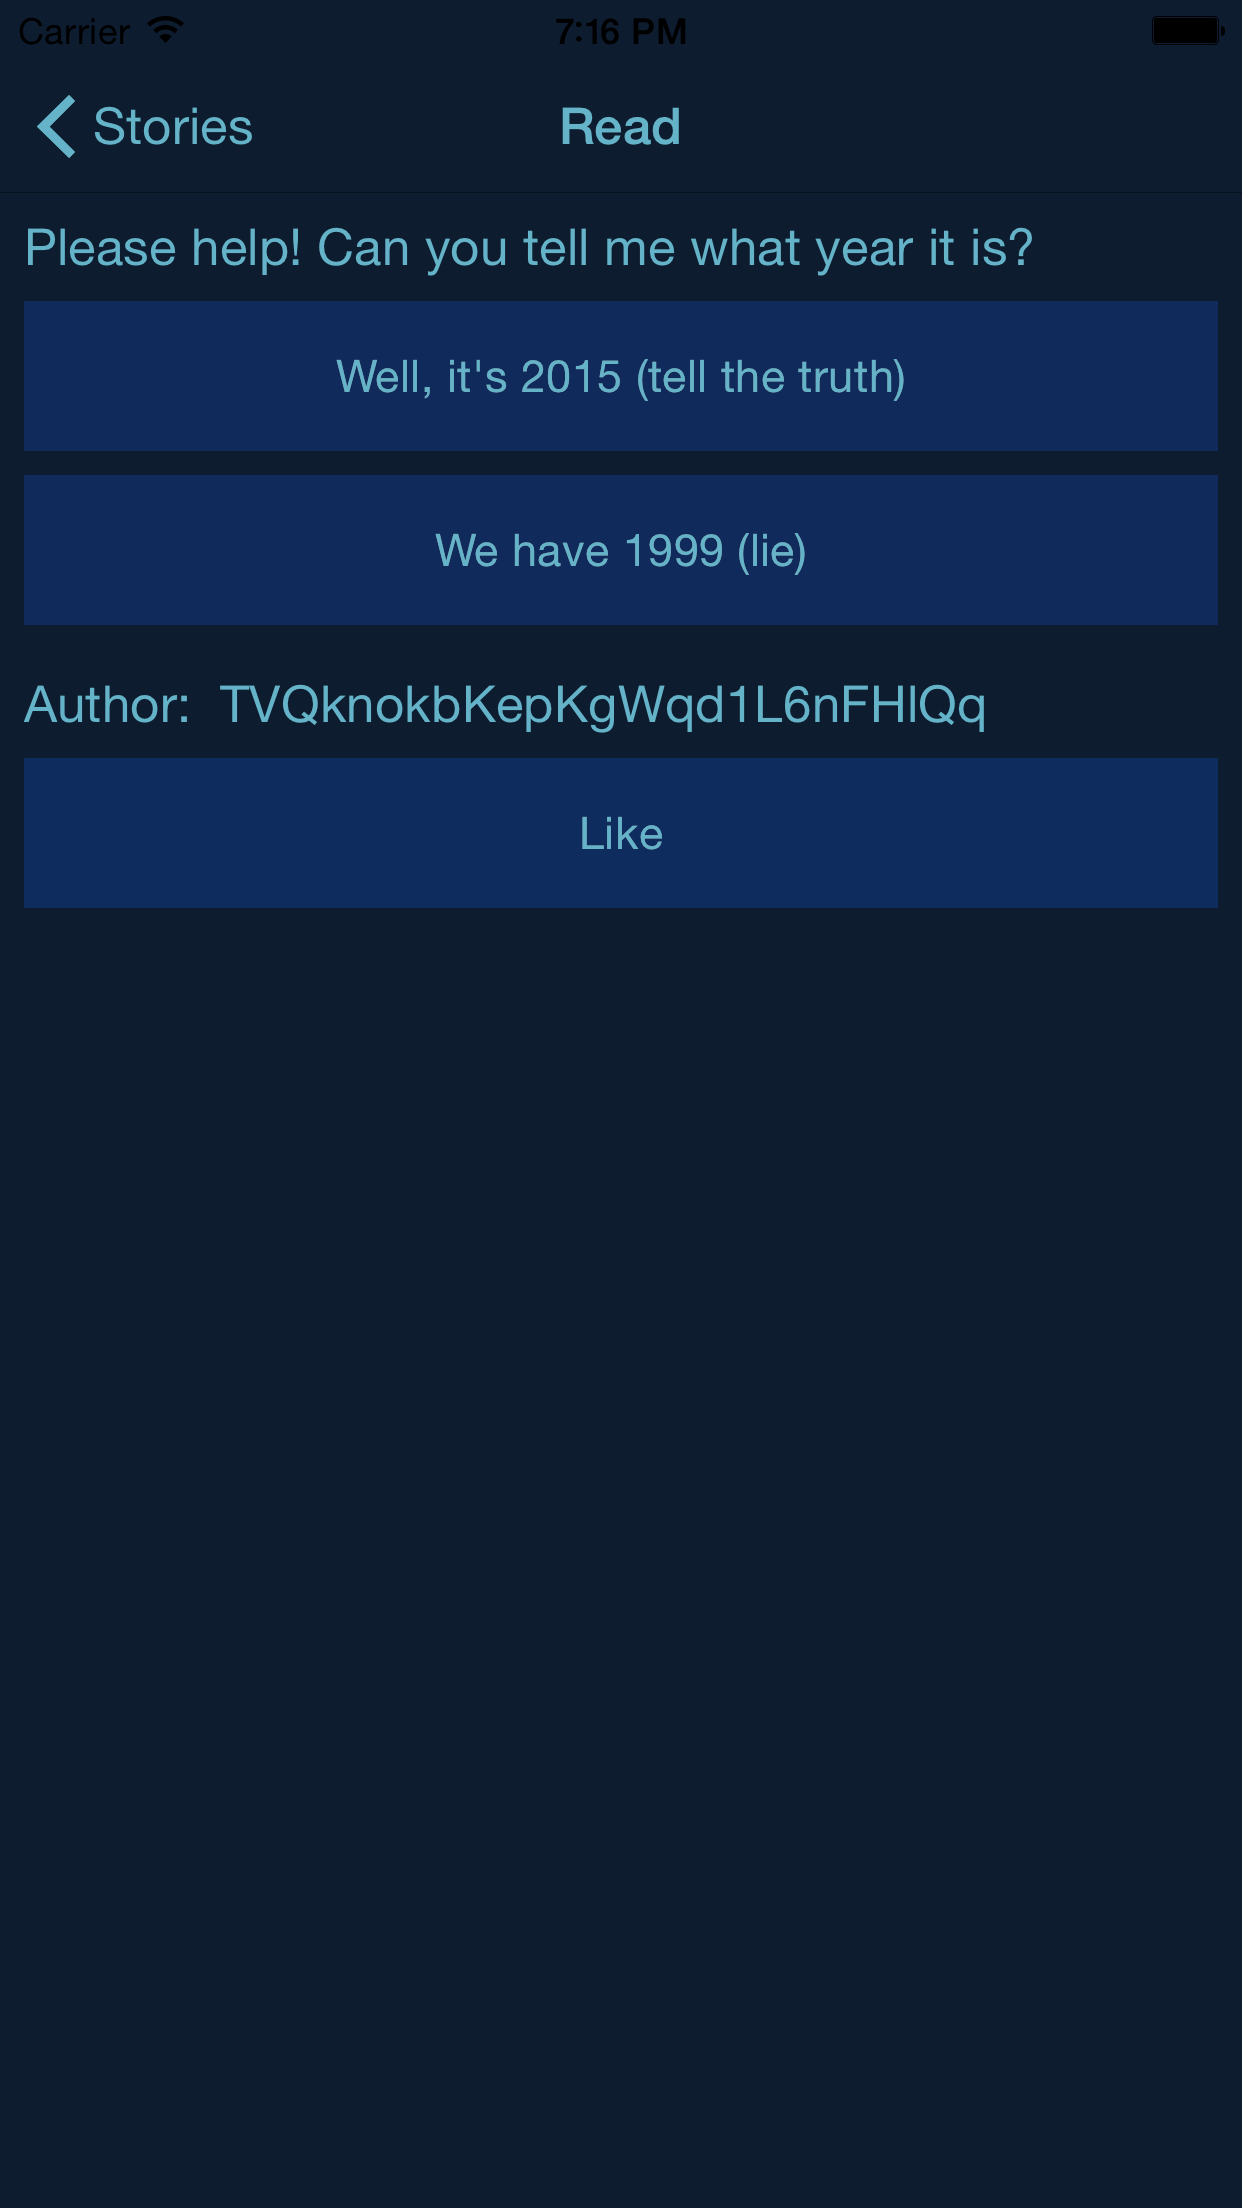 Carrier
7:16 PM
Stories
Read
Please help! Can you tell me what year it is?
Well, it's 2015 (tell the truth)
We have 1999 (lie)
Author:  TVQknokbKepKgWqd1L6nFHlQq
Like